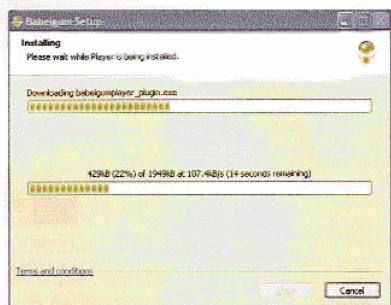 Babelgum Setup
Installing
Please wait while Player is being installed.
Downloading babelgumplayer_plugin.exe
429kB (22%) of 1949kB at 107.4kB/s (14 seconds remaining)
Terms and conditions
Cancel